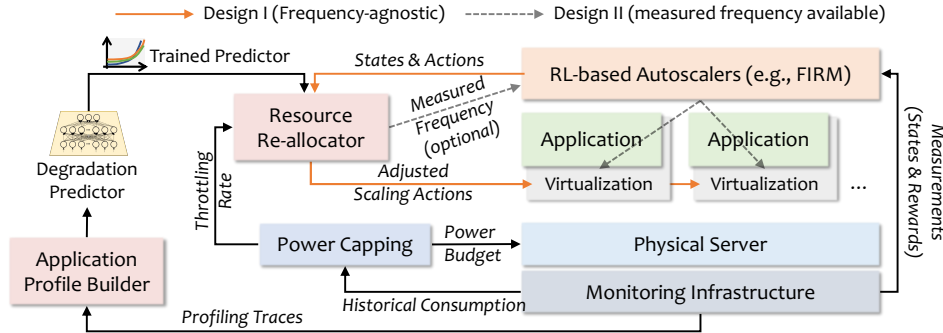 Design I (Frequency-agnostic)
Design II (measured frequency available)
Trained Predictor
States & Actions
RL-based Autoscalers (e.g., FIRM)
Resource
Re-allocator
Measured
Frequency
(optional)
Application
Application
Virtualization
Virtualization
...
Degradation
Predictor
Adjusted
Scaling Actions
Throttling
Rate
Measurements
(States & Rewards)
Power Capping
Power
Budget
Physical Server
Application
Profile Builder
Historical Consumption
Monitoring Infrastructure
Profiling Traces